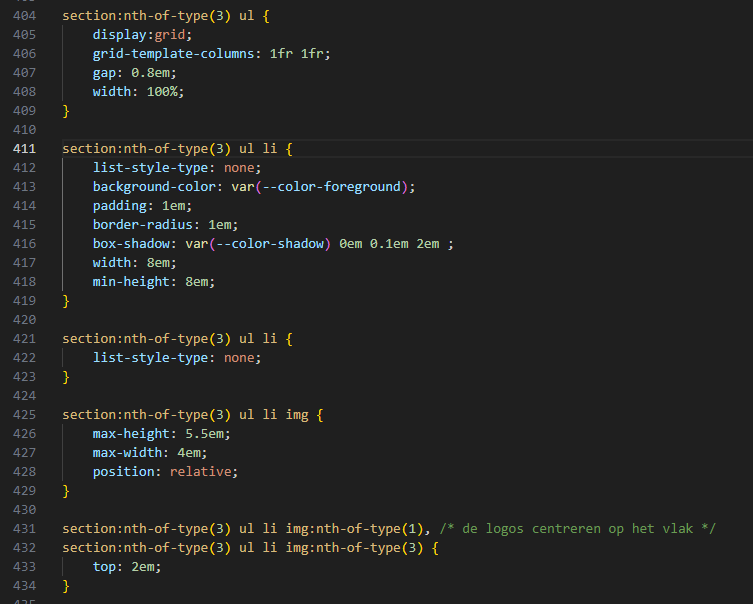 404 section:nth-of-type(3) ul {
405 display:grid;
406 grid-template-columns: 1fr 1fr;
407 gap: 0.8em;
408 width: 100%;
409 }
410
411 section:nth-of-type(3) ul li {
412 list-style-type: none;
413 background-color: var(--color-foreground);
414 padding: 1em;
415 border-radius: 1em;
416 box-shadow: var(--color-shadow) 0em 0.1em 2em ;
417 width: 8em;
418 min-height: 8em;
419 }
420
421 section:nth-of-type(3) ul li {
422 list-style-type: none;
423 }
424
425 section:nth-of-type(3) ul li img {
426 max-height: 5.5em;
427 max-width: 4em;
428 position: relative;
429 }
430
431 section:nth-of-type(3) ul li img:nth-of-type(1), /* de logos centreren op het vlak */
432 section:nth-of-type(3) ul li img:nth-of-type(3) {
433 top: 2em;
434 }